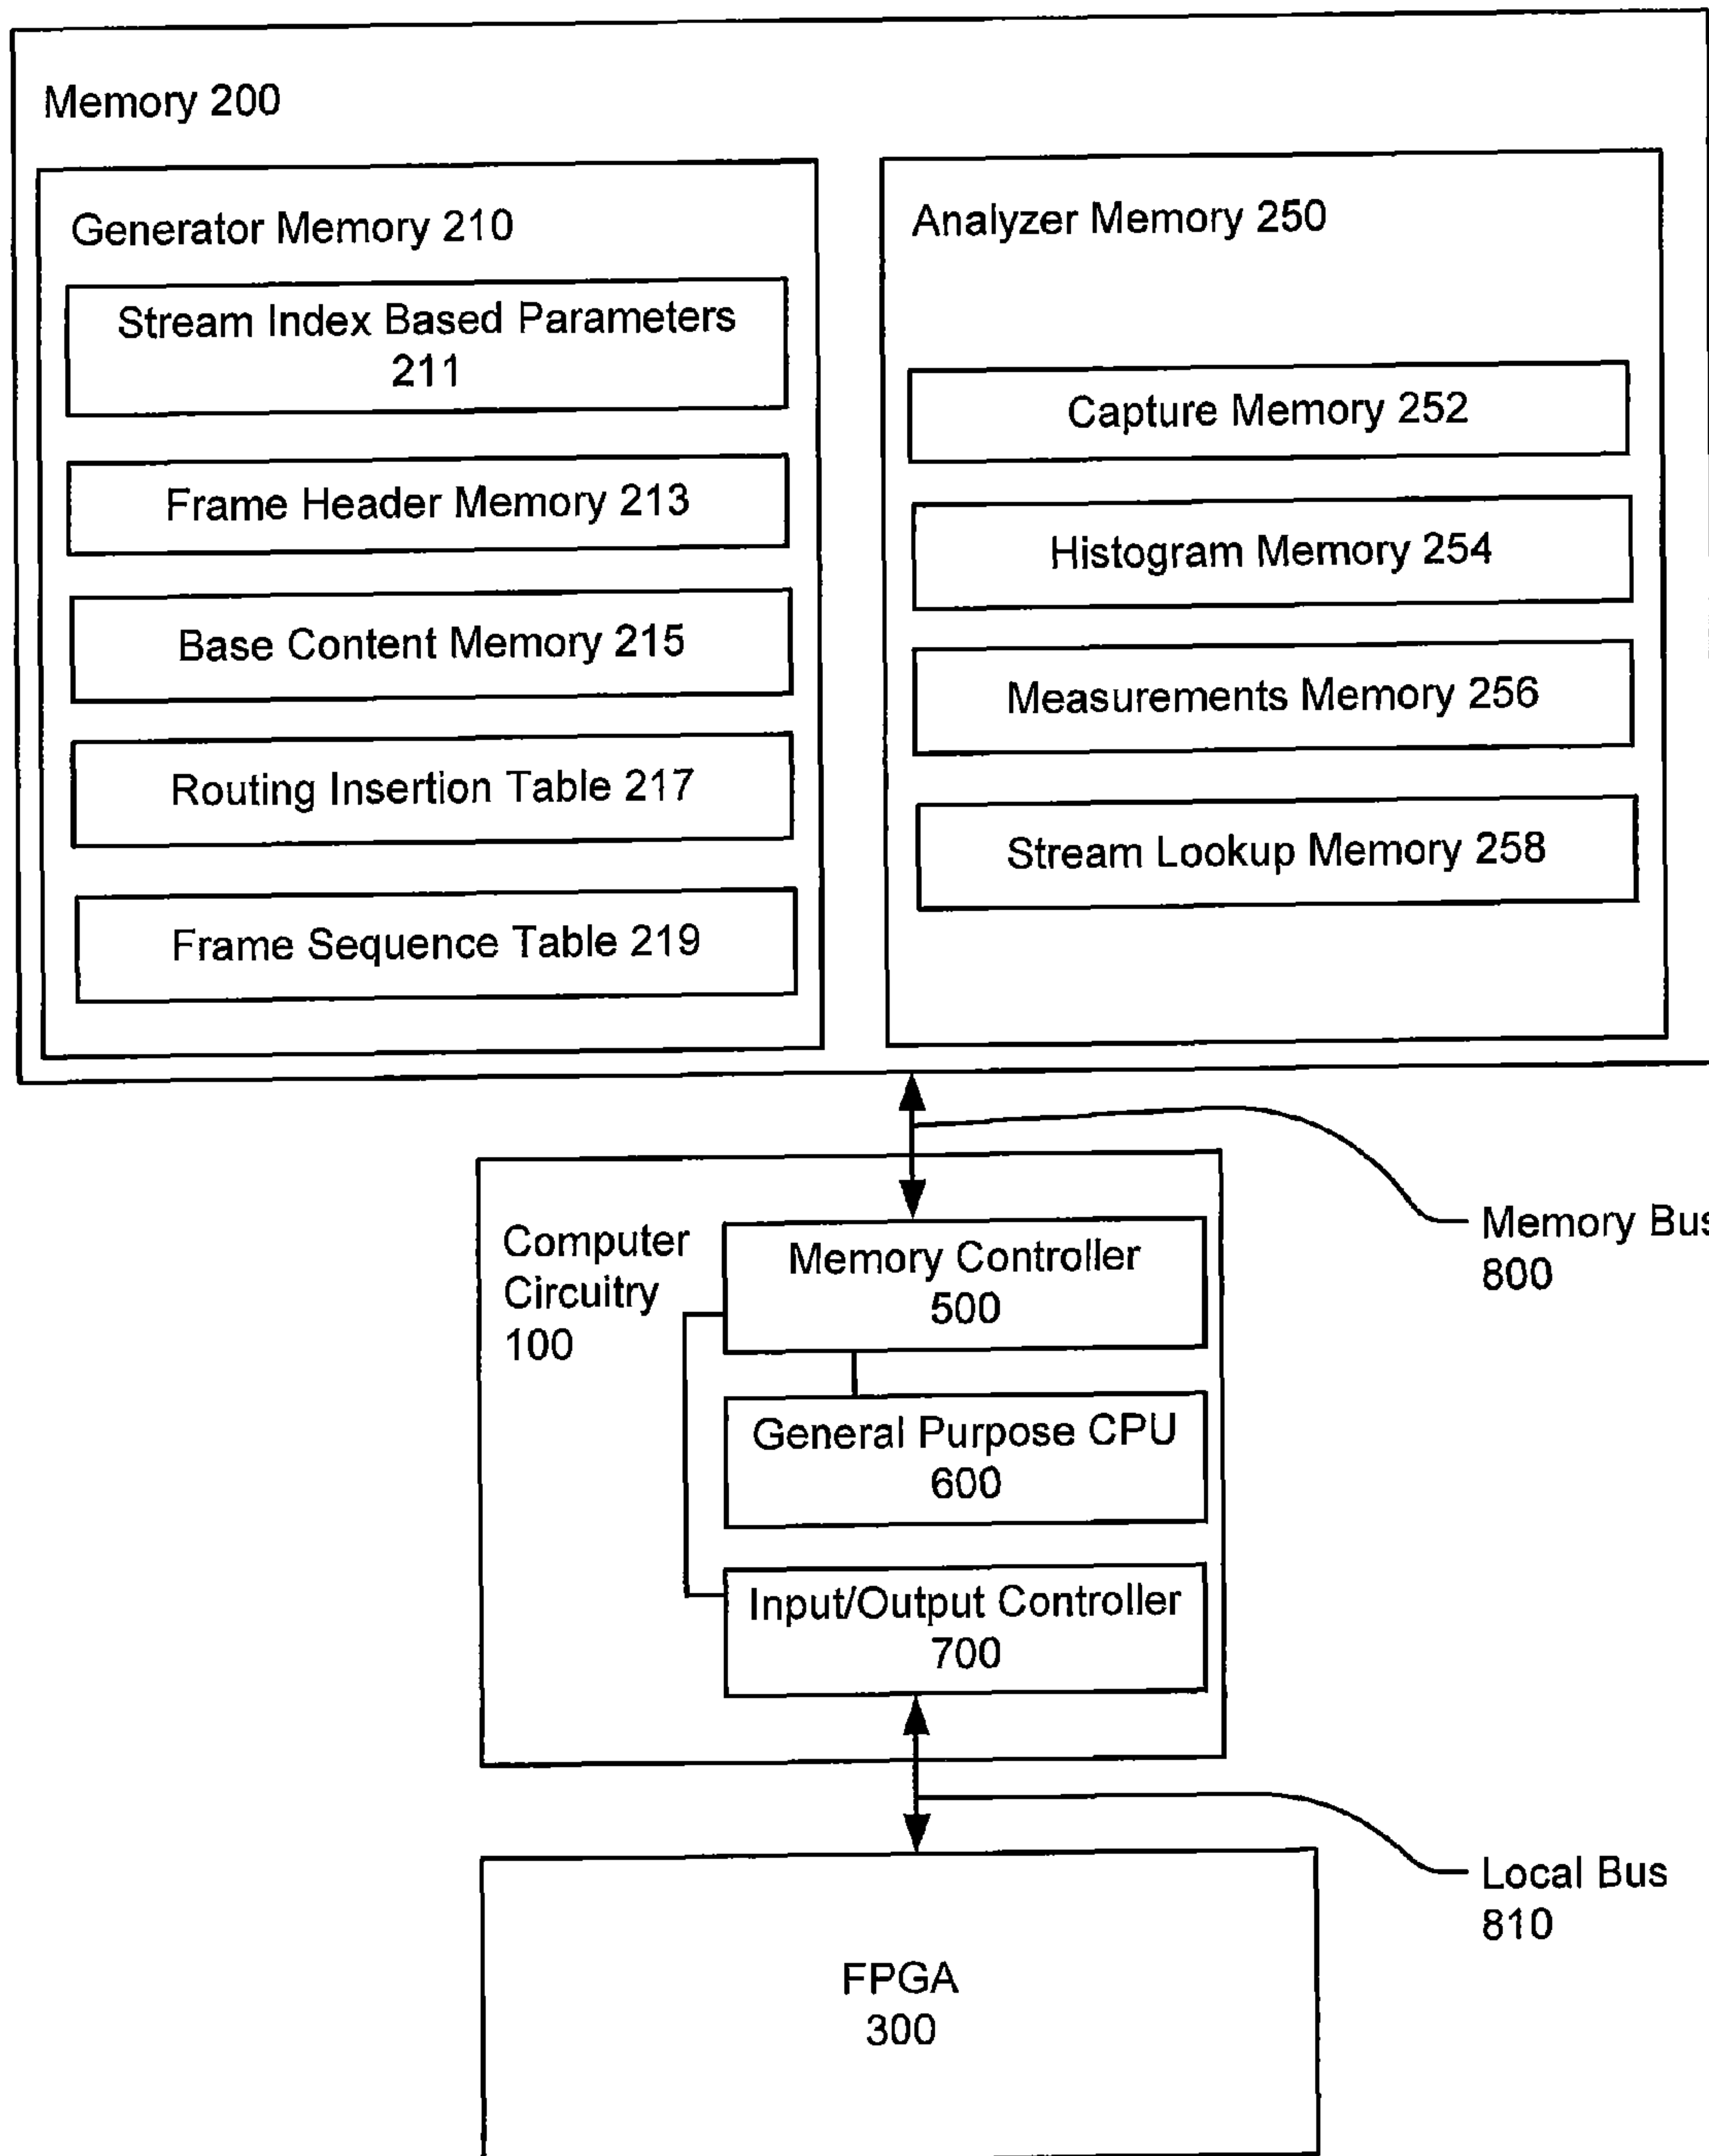 Memory 200
Generator Memory 210
Stream Index Based Parameters
211
Frame Header Memory 213
Base Content Memory 215
Routing Insertion Table 217
Frame Sequence Table 219
Analyzer Memory 250
Capture Memory 252
Histogram Memory 254
Measurements Memory 256
Stream Lookup Memory 258
Memory Bus
800
Computer
Circuitry
100
Memory Controller
500
General Purpose CPU
600
Input/Output Controller
700
Local Bus
810
FPGA
300